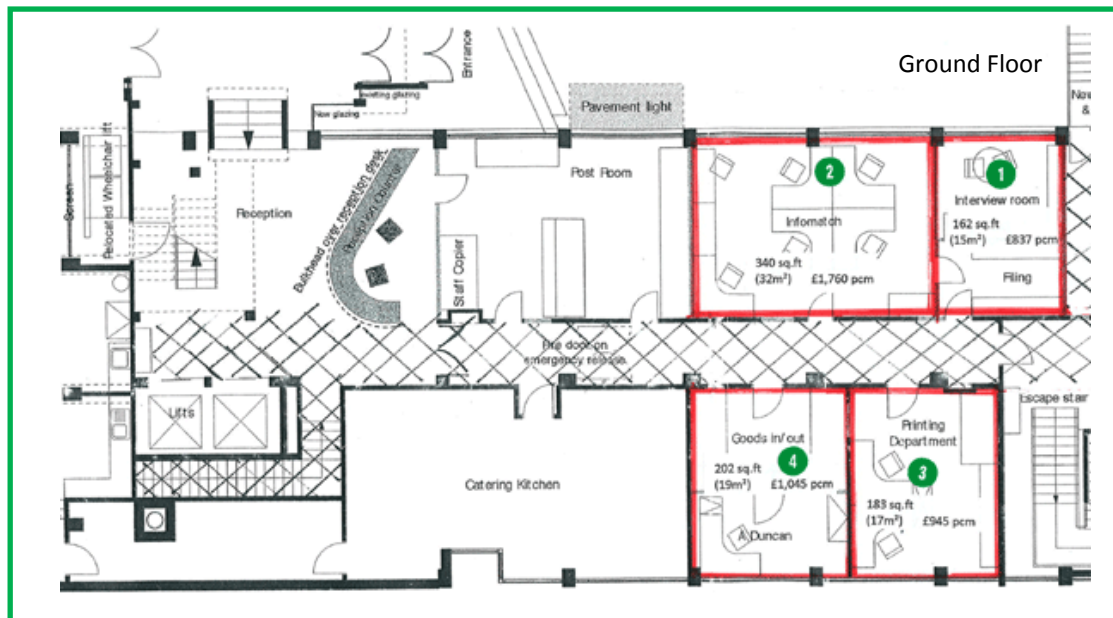 Ground Floor
Entrance
existing glazing
New glazing
Pavement light
Screen
Relocated Wheelchair lift
Reception
Bulkhead over reception desk
Reception Counter
Staff Copier
Post Room
2
Infomatch
340 sq.ft
(32m²)
£1,760 pcm
1
Interview room
162 sq.ft
(15m²)
£837 pcm
Filing
Fire door on
emergency release
Lifts
Catering Kitchen
Goods in/out
4
202 sq.ft
(19m²)
£1,045 pcm
Duncan
Printing
Department
3
183 sq.ft
(17m²)
£945 pcm
Escape stair